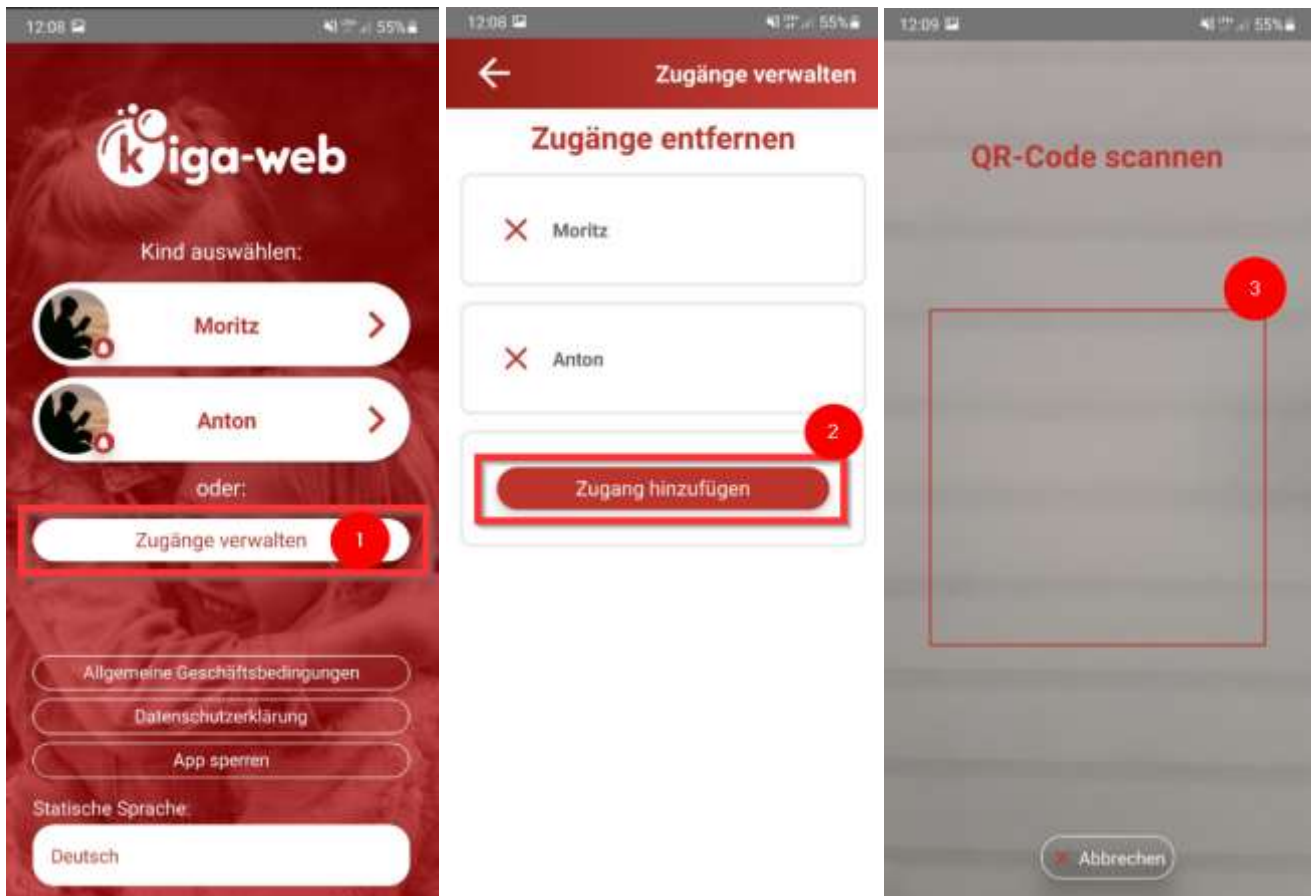 12:08
55%
kiga-web
Kind auswählen:
Moritz
Anton
oder:
Zugänge verwalten
1
Allgemeine Geschäftsbedingungen
Datenschutzerklärung
App sperren
Statische Sprache:
Deutsch
12:08
55%
Zugänge verwalten
Zugänge entfernen
Moritz
Anton
2
Zugang hinzufügen
12:09
55%
QR-Code scannen
3
Abbrechen